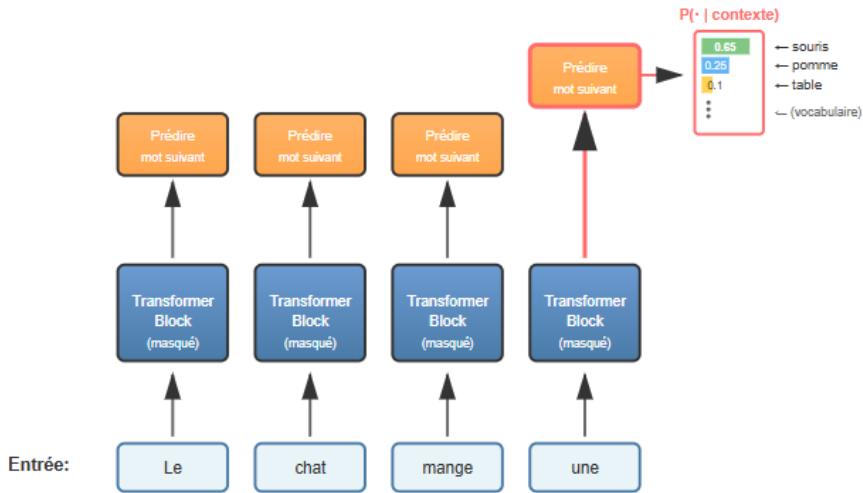 P(· | contexte)
0.65 ← souris
0.25 ← pomme
0.1 ← table
⋮ ← (vocabulaire)
Prédire
mot suivant
Prédire
mot suivant
Prédire
mot suivant
Prédire
mot suivant
Transformer
Block
(masqué)
Transformer
Block
(masqué)
Transformer
Block
(masqué)
Transformer
Block
(masqué)
Entrée: Le chat mange une